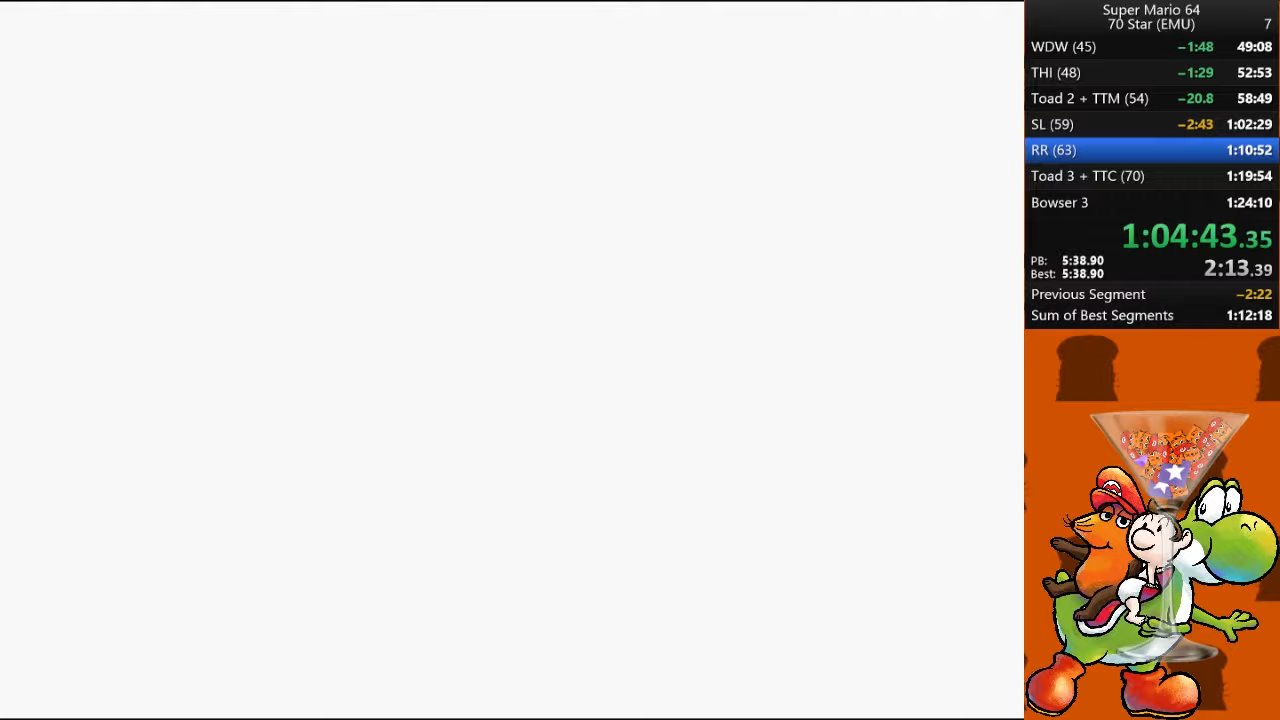 Super Mario 64
70 Star (EMU) 7
WDW (45) −1:48 49:08
THI (48) −1:29 52:53
Toad 2 + TTM (54) −20.8 58:49
SL (59) −2:43 1:02:29
RR (63) 1:10:52
Toad 3 + TTC (70) 1:19:54
Bowser 3 1:24:10
1:04:43.35
PB: 5:38.90
Best: 5:38.90 2:13.39
Previous Segment −2:22
Sum of Best Segments 1:12:18